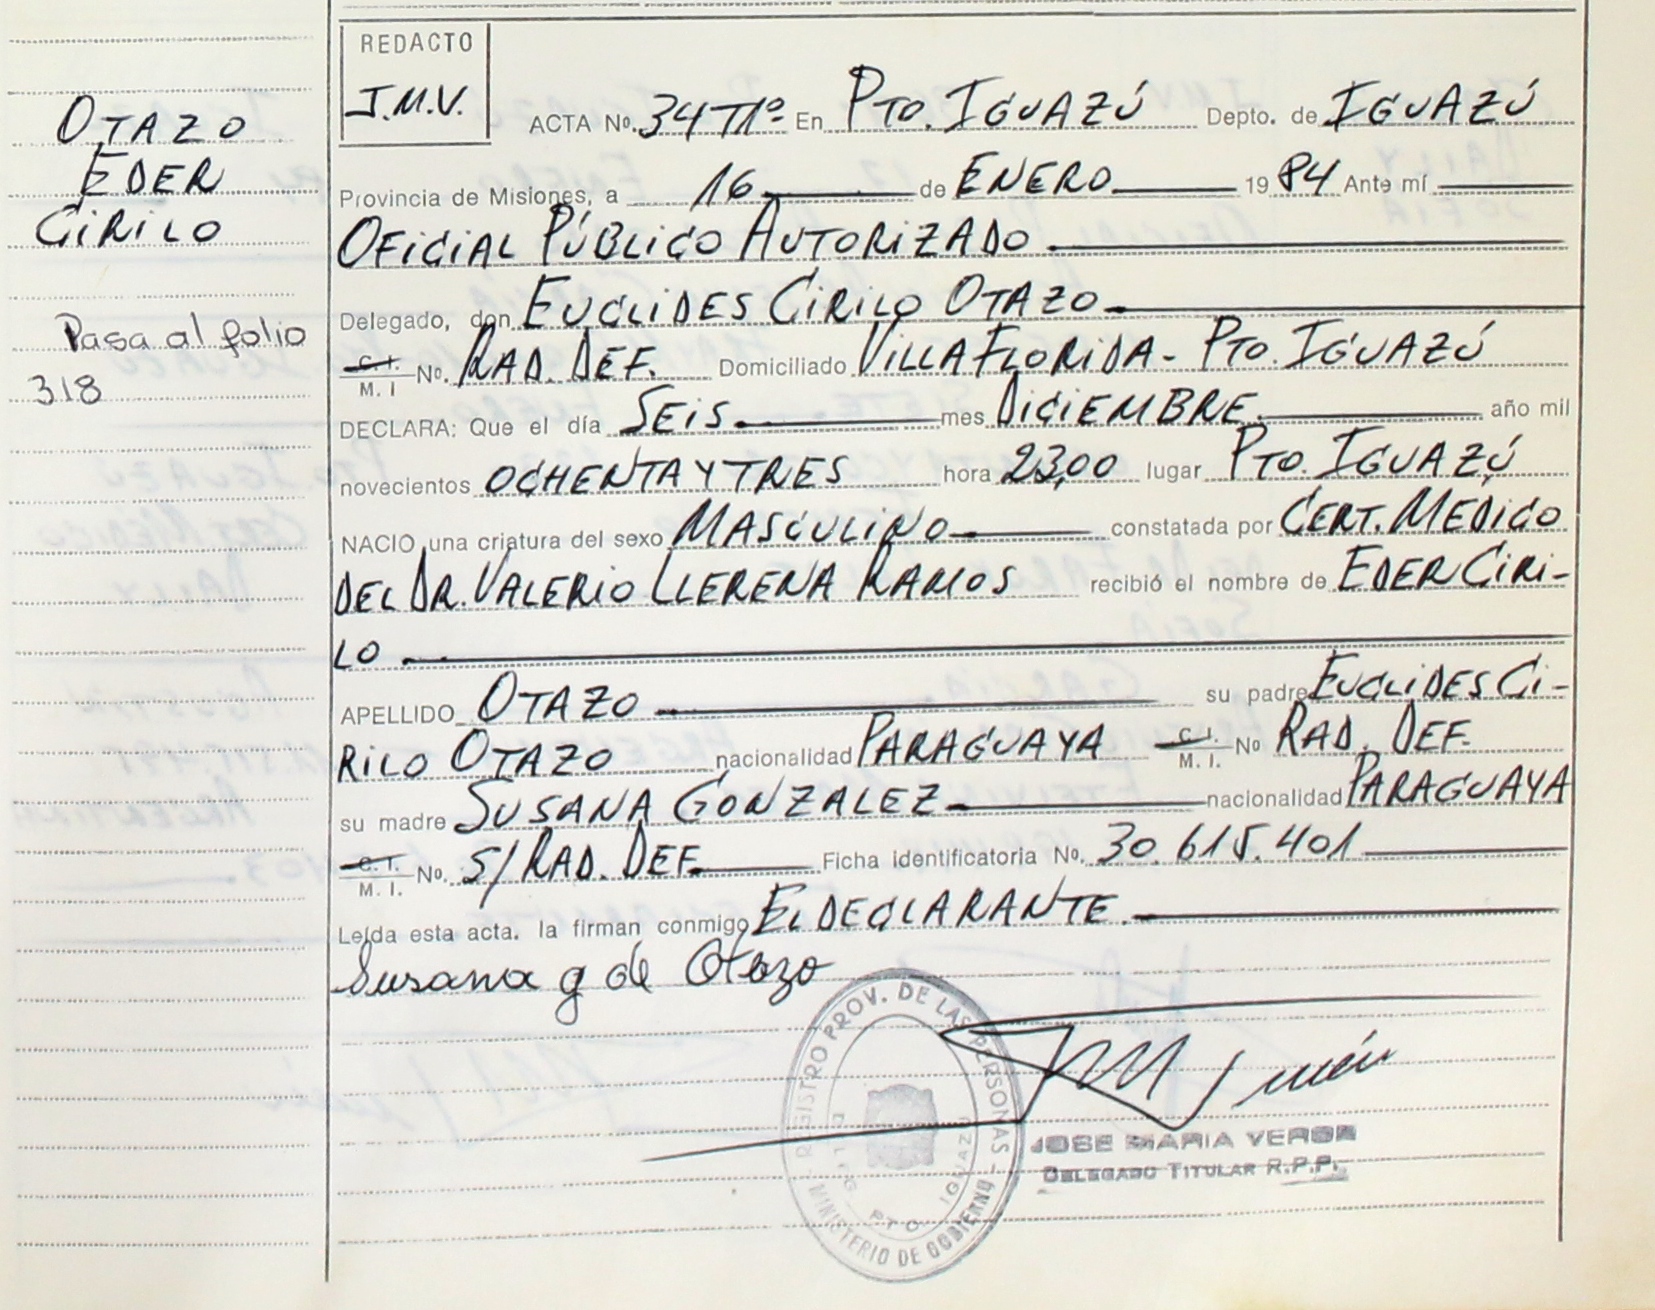 OTAZO
EDER
CIRILO
Pasa al folio
318
REDACTO
J.M.V.
ACTA No. 34 T1º En PTO. IGUAZÚ Depto. de IGUAZÚ
Provincia de Misiones, a 16 de ENERO 1984 Ante mí
OFICIAL PÚBLICO AUTORIZADO
Delegado, don EUCLIDES CIRILO OTAZO
C.I. M. I No. RAD. DEF. Domiciliado VILLA FLORIDA - PTO. IGUAZÚ
DECLARA: Que el día SEIS mes DICIEMBRE año mil
novecientos OCHENTA Y TRES hora 23,00 lugar PTO. IGUAZÚ
NACIO una criatura del sexo MASCULINO constatada por CERT. MEDICO
DEL DR. VALERIO LLERENA RAMOS recibió el nombre de EDER CIRI-
LO
APELLIDO OTAZO su padre EUCLIDES CI-
RILO OTAZO nacionalidad PARAGUAYA C.I. M. I. No RAD. DEF.
su madre SUSANA GONZALEZ nacionalidad PARAGUAYA
C.I. M. I. No. S/ RAD. DEF. Ficha identificatoria No. 30.615.401
Leída esta acta. la firman conmigo EL DECLARANTE.
Susana g de Otazo
REGISTRO PROV. DE LAS PERSONAS
MINISTERIO DE GOBIERNO
PTO. IGUAZU
JOSE MARIA VERON
DELEGADO TITULAR R.P.P.